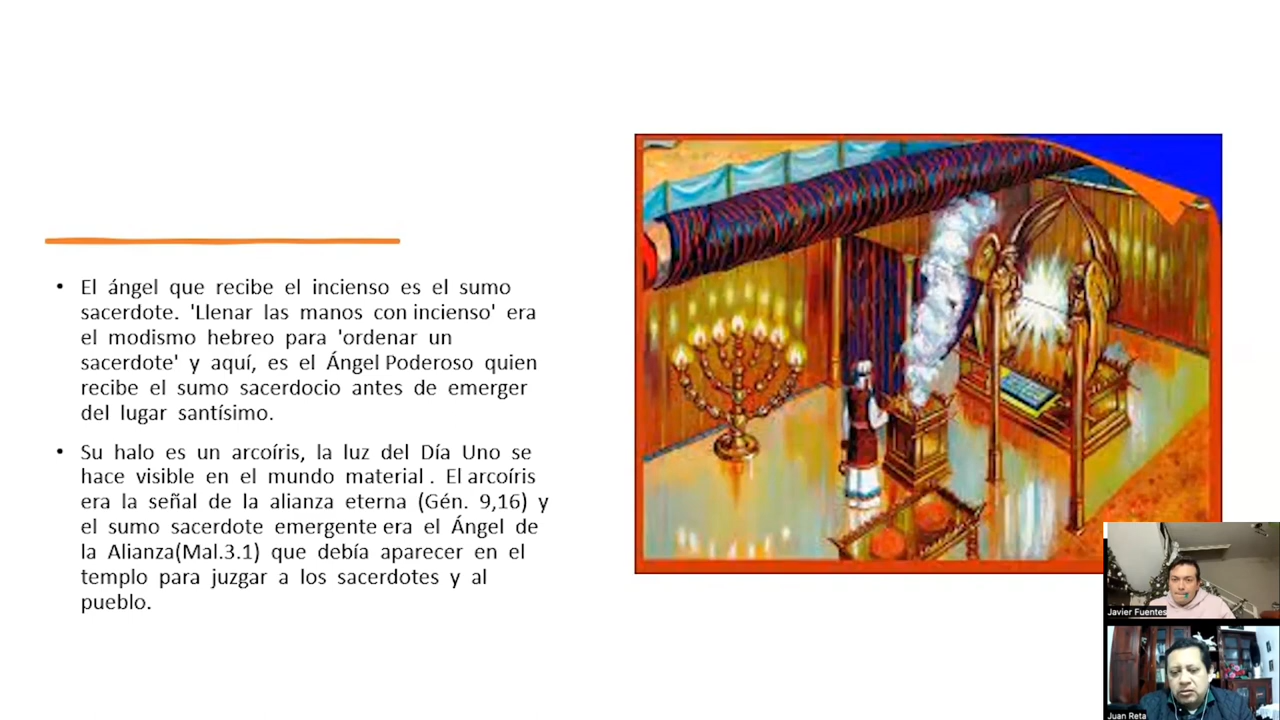 El ángel que recibe el incienso es el sumo
sacerdote. 'Llenar las manos con incienso' era
el modismo hebreo para 'ordenar un
sacerdote' y aquí, es el Ángel Poderoso quien
recibe el sumo sacerdocio antes de emerger
del lugar santísimo.
Su halo es un arcoíris, la luz del Día Uno se
hace visible en el mundo material . El arcoíris
era la señal de la alianza eterna (Gén. 9,16) y
el sumo sacerdote emergente era el Ángel de
la Alianza(Mal.3.1) que debía aparecer en el
templo para juzgar a los sacerdotes y al
pueblo.
Javier Fuentes
Juan Reta